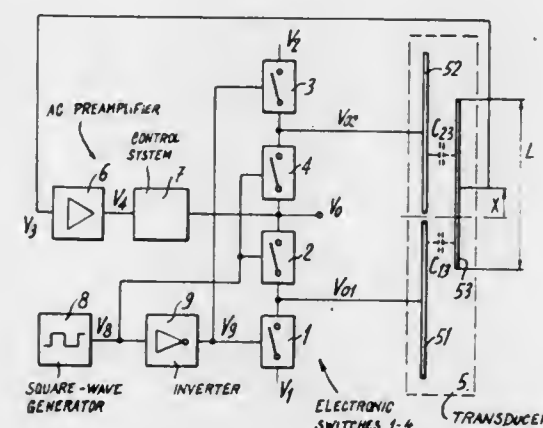 V2
3
52
AC PREAMPLIFIER
CONTROL SYSTEM
V02
C23
L
4
6
7
V3
V4
V0
X
2
C13
8
9
V01
53
V8
V9
1
51
SQUARE-WAVE GENERATOR
INVERTER
V1
ELECTRONIC SWITCHES 1-4
5
TRANSDUCER